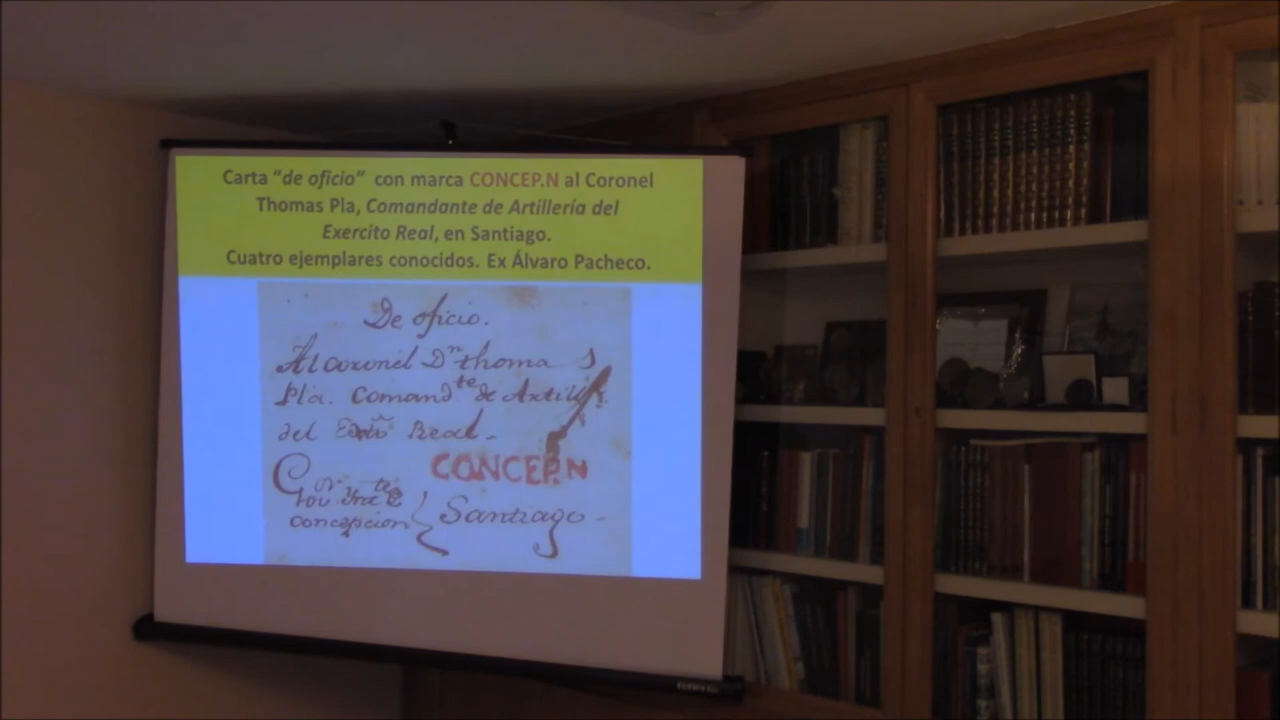 Carta “de oficio” con marca CONCEP.N al Coronel
Thomas Pla, Comandante de Artillería del
Exercito Real, en Santiago.
Cuatro ejemplares conocidos. Ex Álvaro Pacheco.
De oficio.
Al coronel Dn thomas
Pla. Comandte de
del Real
CONCEP.N
concepcion
Santiago